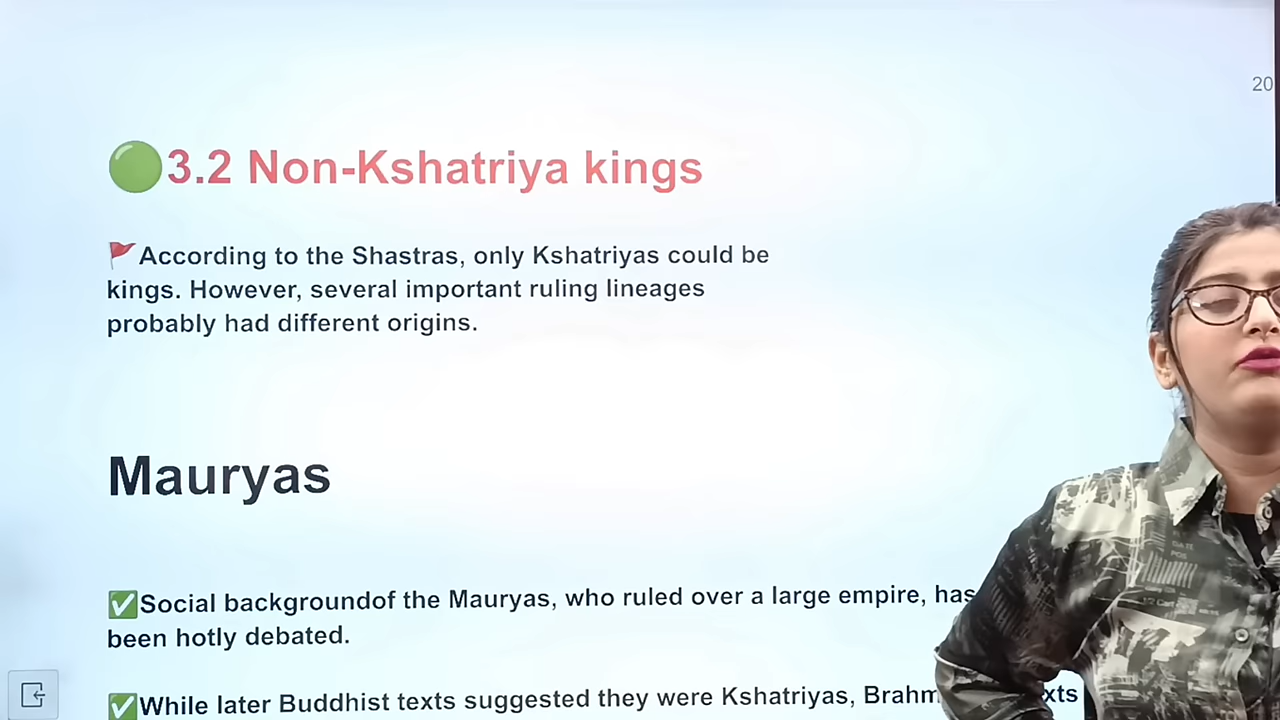 20
3.2 Non-Kshatriya kings
According to the Shastras, only Kshatriyas could be
kings. However, several important ruling lineages
probably had different origins.
Mauryas
Social backgroundof the Mauryas, who ruled over a large empire, has
been hotly debated.
While later Buddhist texts suggested they were Kshatriyas,